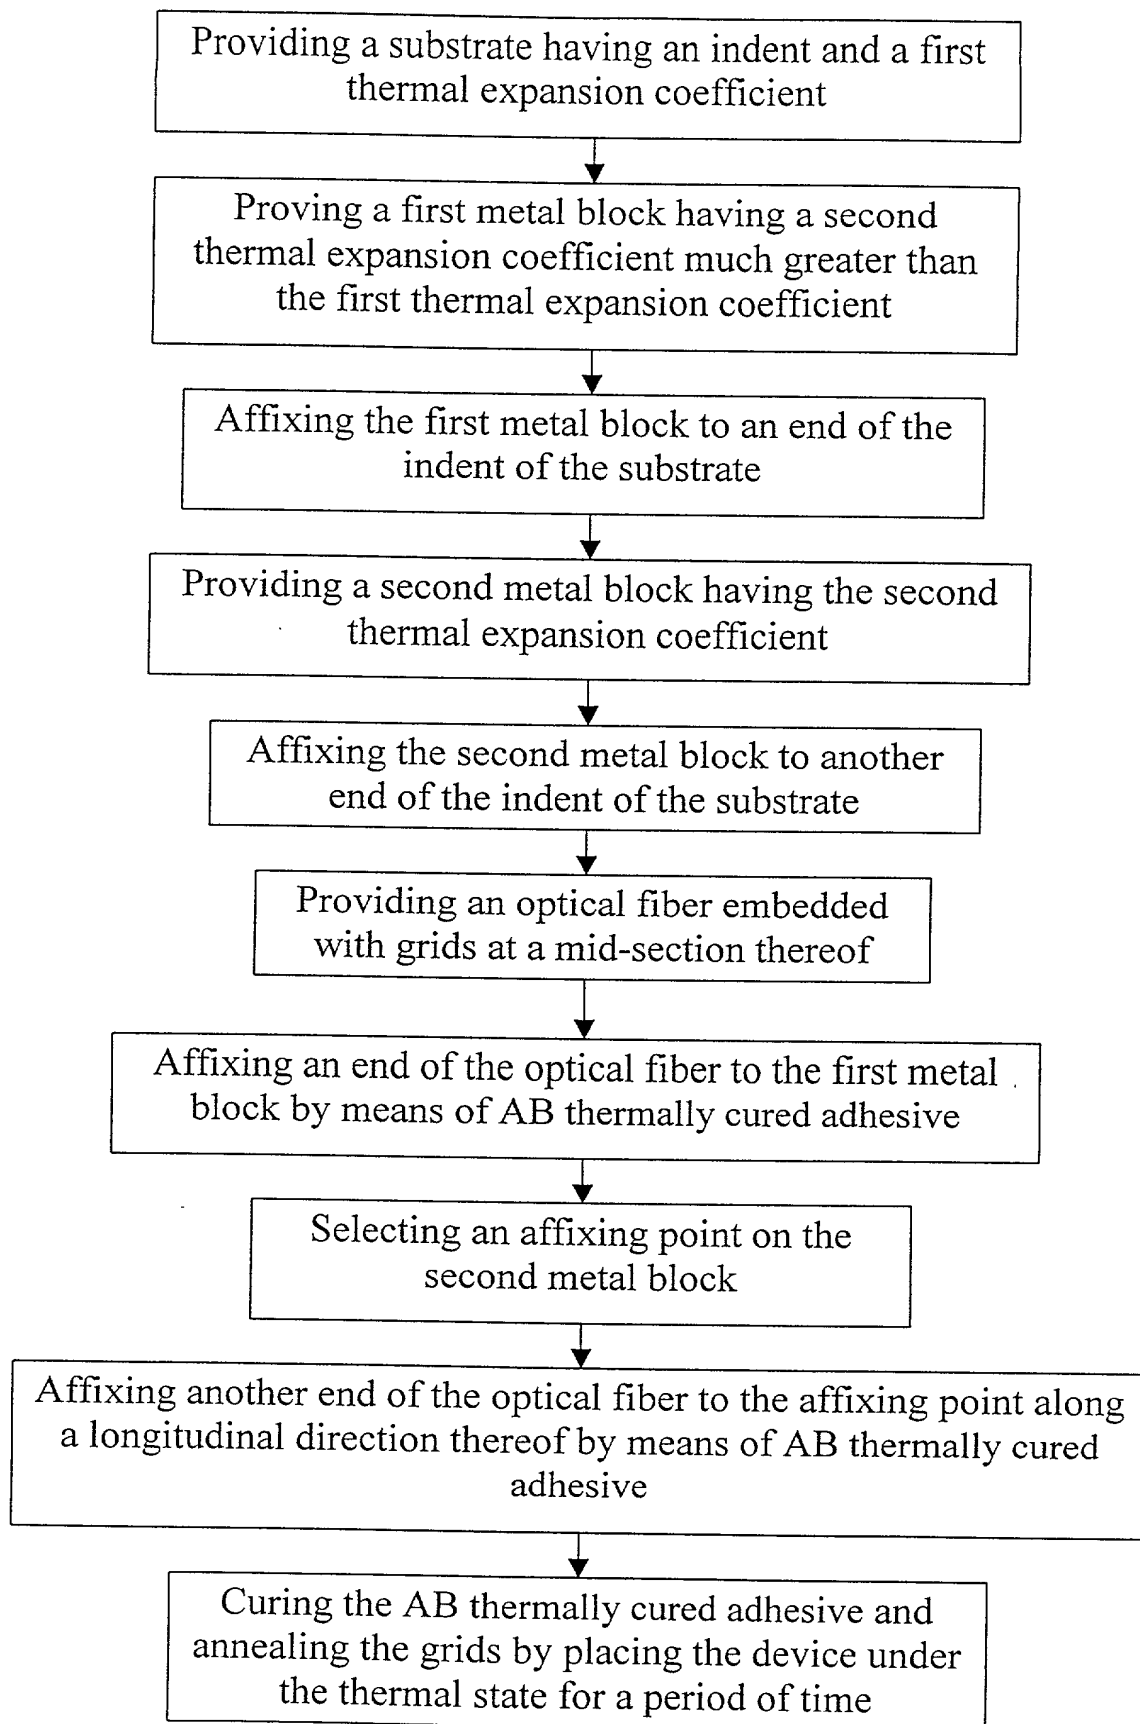 Providing a substrate having an indent and a first
thermal expansion coefficient
Proving a first metal block having a second
thermal expansion coefficient much greater than
the first thermal expansion coefficient
Affixing the first metal block to an end of the
indent of the substrate
Providing a second metal block having the second
thermal expansion coefficient
Affixing the second metal block to another
end of the indent of the substrate
Providing an optical fiber embedded
with grids at a mid-section thereof
Affixing an end of the optical fiber to the first metal
block by means of AB thermally cured adhesive
Selecting an affixing point on the
second metal block
Affixing another end of the optical fiber to the affixing point along
a longitudinal direction thereof by means of AB thermally cured
adhesive
Curing the AB thermally cured adhesive and
annealing the grids by placing the device under
the thermal state for a period of time